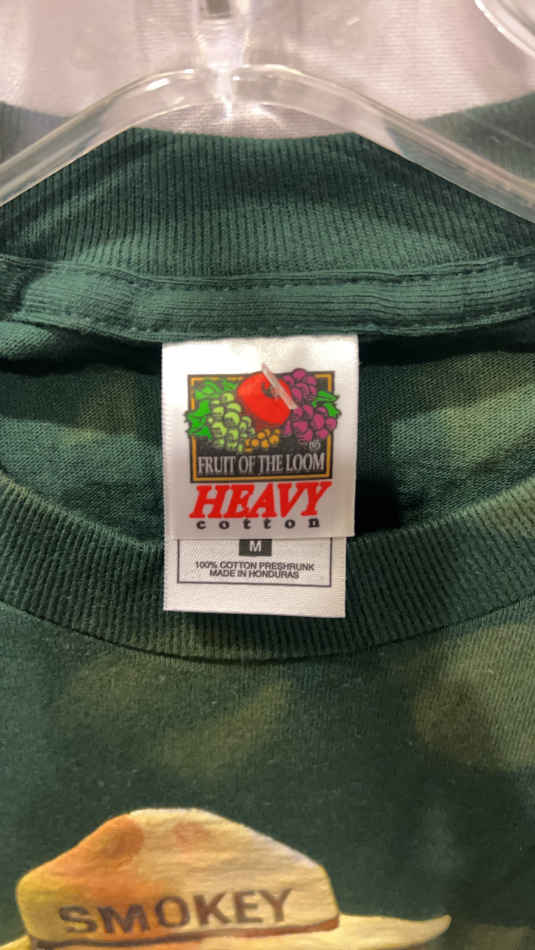 FRUIT OF THE LOOM
HEAVY
cotton
M
100% COTTON PRESHRUNK
MADE IN HONDURAS
SMOKEY